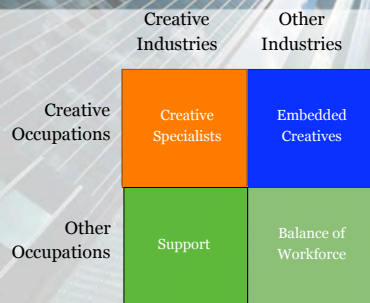 Creative
Industries
Other
Industries
Creative
Occupations
Creative
Specialists
Embedded
Creatives
Other
Occupations
Support
Balance of
Workforce